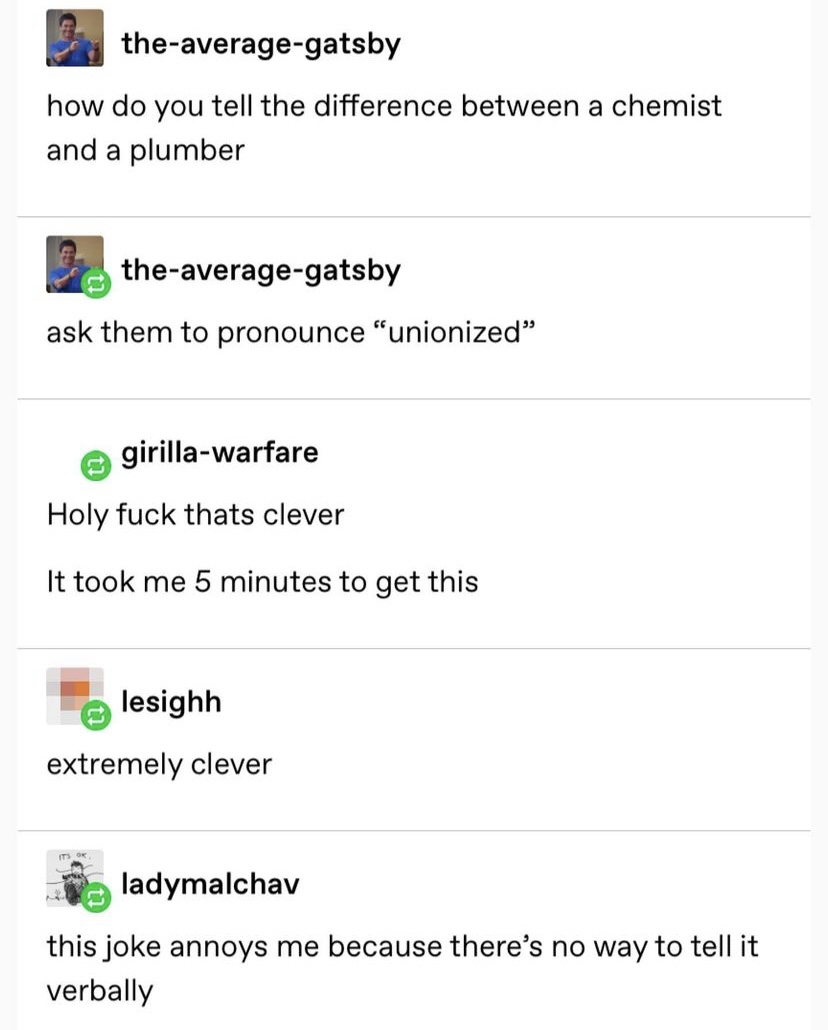 the-average-gatsby
how do you tell the difference between a chemist
and a plumber
the-average-gatsby
ask them to pronounce “unionized”
girilla-warfare
Holy fuck thats clever
It took me 5 minutes to get this
lesighh
extremely clever
IT'S OK.
ladymalchav
this joke annoys me because there’s no way to tell it
verbally